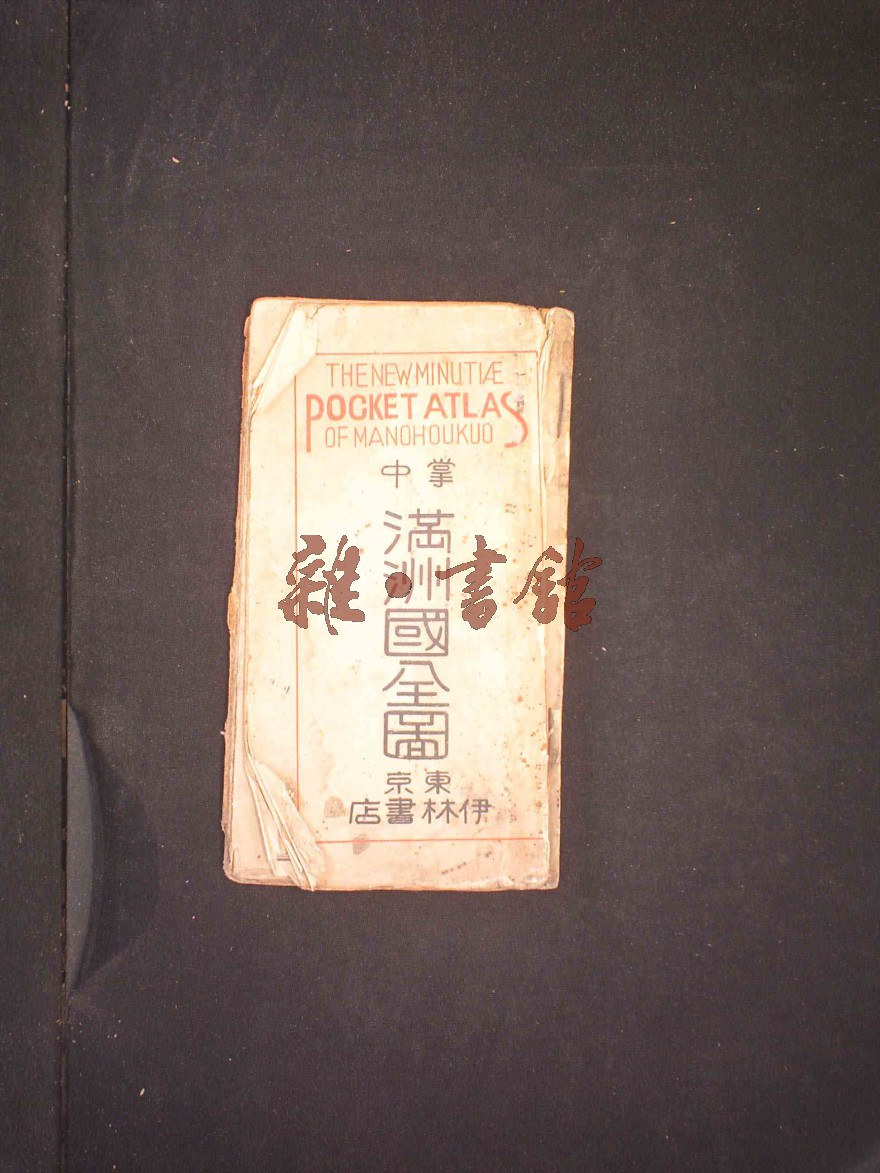 THE NEW MINUTIÆ
POCKET ATLAS
OF MANOHOUKUO
掌中
滿洲國全圖
雜·書館
東京
伊林書店